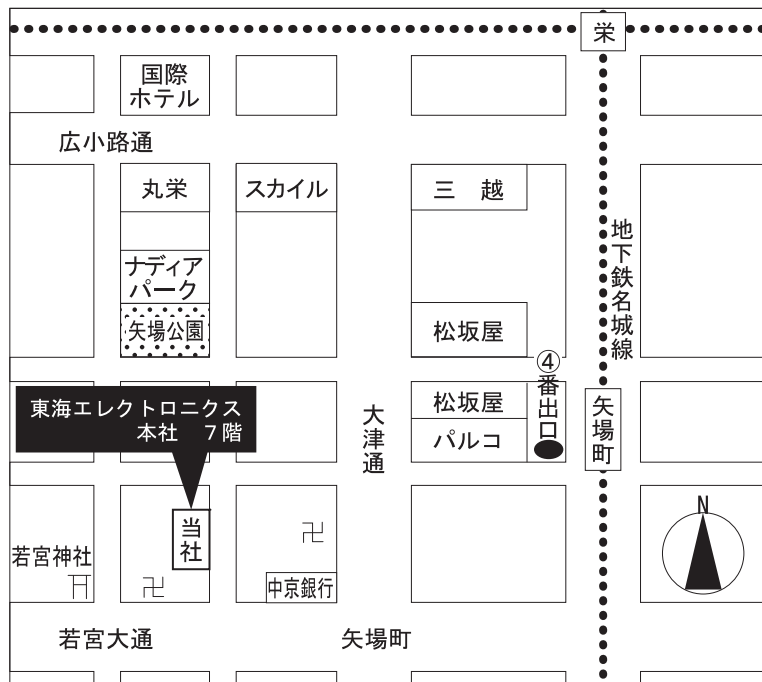 栄
国際
ホテル
広小路通
丸栄
スカイル
三 越
地下鉄名城線
ナディア
パーク
矢場公園
松坂屋
④番出口
東海エレクトロニクス
本社 7階
大津通
松坂屋
パルコ
矢場町
N
当社
若宮神社
中京銀行
若宮大通
矢場町